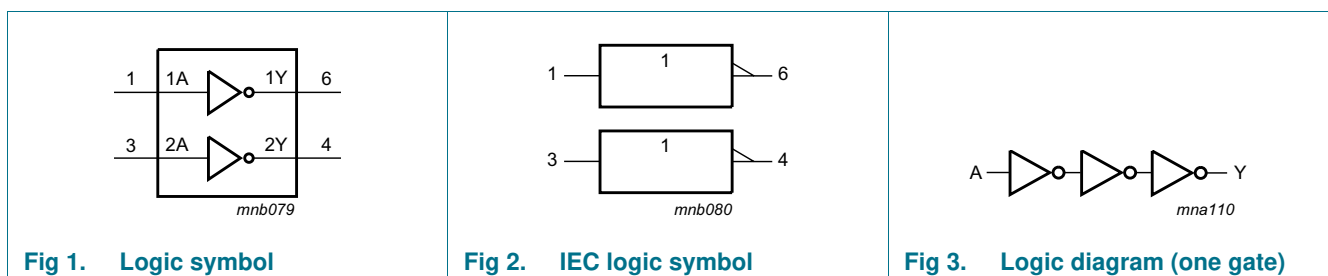 1 1A 1Y 6
3 2A 2Y 4
mnb079
Fig 1. Logic symbol
1 1 6
3 1 4
mnb080
Fig 2. IEC logic symbol
A Y
mna110
Fig 3. Logic diagram (one gate)